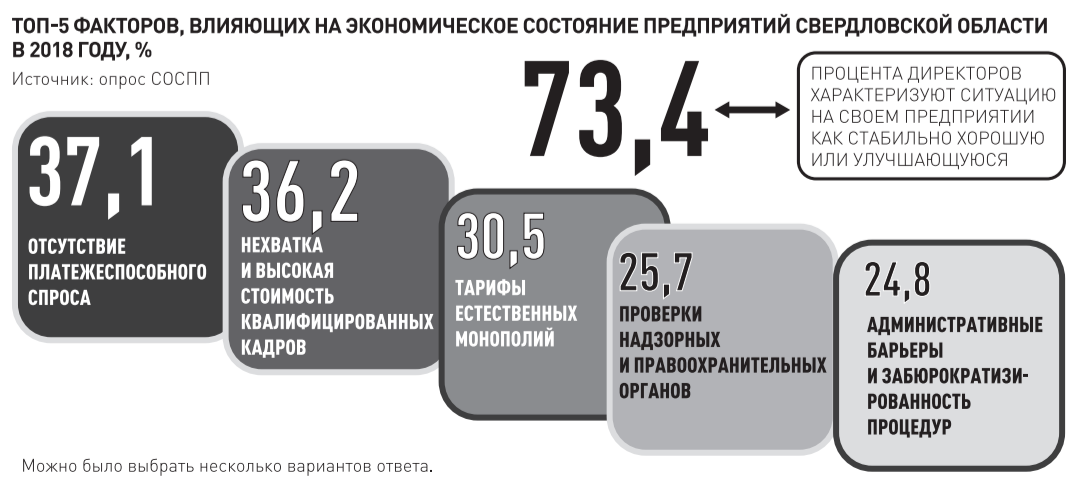 ТОП-5 ФАКТОРОВ, ВЛИЯЮЩИХ НА ЭКОНОМИЧЕСКОЕ СОСТОЯНИЕ ПРЕДПРИЯТИЙ СВЕРДЛОВСКОЙ ОБЛАСТИ
В 2018 ГОДУ, %
Источник: опрос СОСПП
73,4
ПРОЦЕНТА ДИРЕКТОРОВ
ХАРАКТЕРИЗУЮТ СИТУАЦИЮ
НА СВОЕМ ПРЕДПРИЯТИИ
КАК СТАБИЛЬНО ХОРОШУЮ
ИЛИ УЛУЧШАЮЩУЮСЯ
37,1
ОТСУТСТВИЕ
ПЛАТЕЖЕСПОСОБНОГО
СПРОСА
36,2
НЕХВАТКА
И ВЫСОКАЯ
СТОИМОСТЬ
КВАЛИФИЦИРОВАННЫХ
КАДРОВ
30,5
ТАРИФЫ
ЕСТЕСТВЕННЫХ
МОНОПОЛИЙ
25,7
ПРОВЕРКИ
НАДЗОРНЫХ
И ПРАВООХРАНИТЕЛЬНЫХ
ОРГАНОВ
24,8
АДМИНИСТРАТИВНЫЕ
БАРЬЕРЫ
И ЗАБЮРОКРАТИЗИ-
РОВАННОСТЬ
ПРОЦЕДУР
Можно было выбрать несколько вариантов ответа.